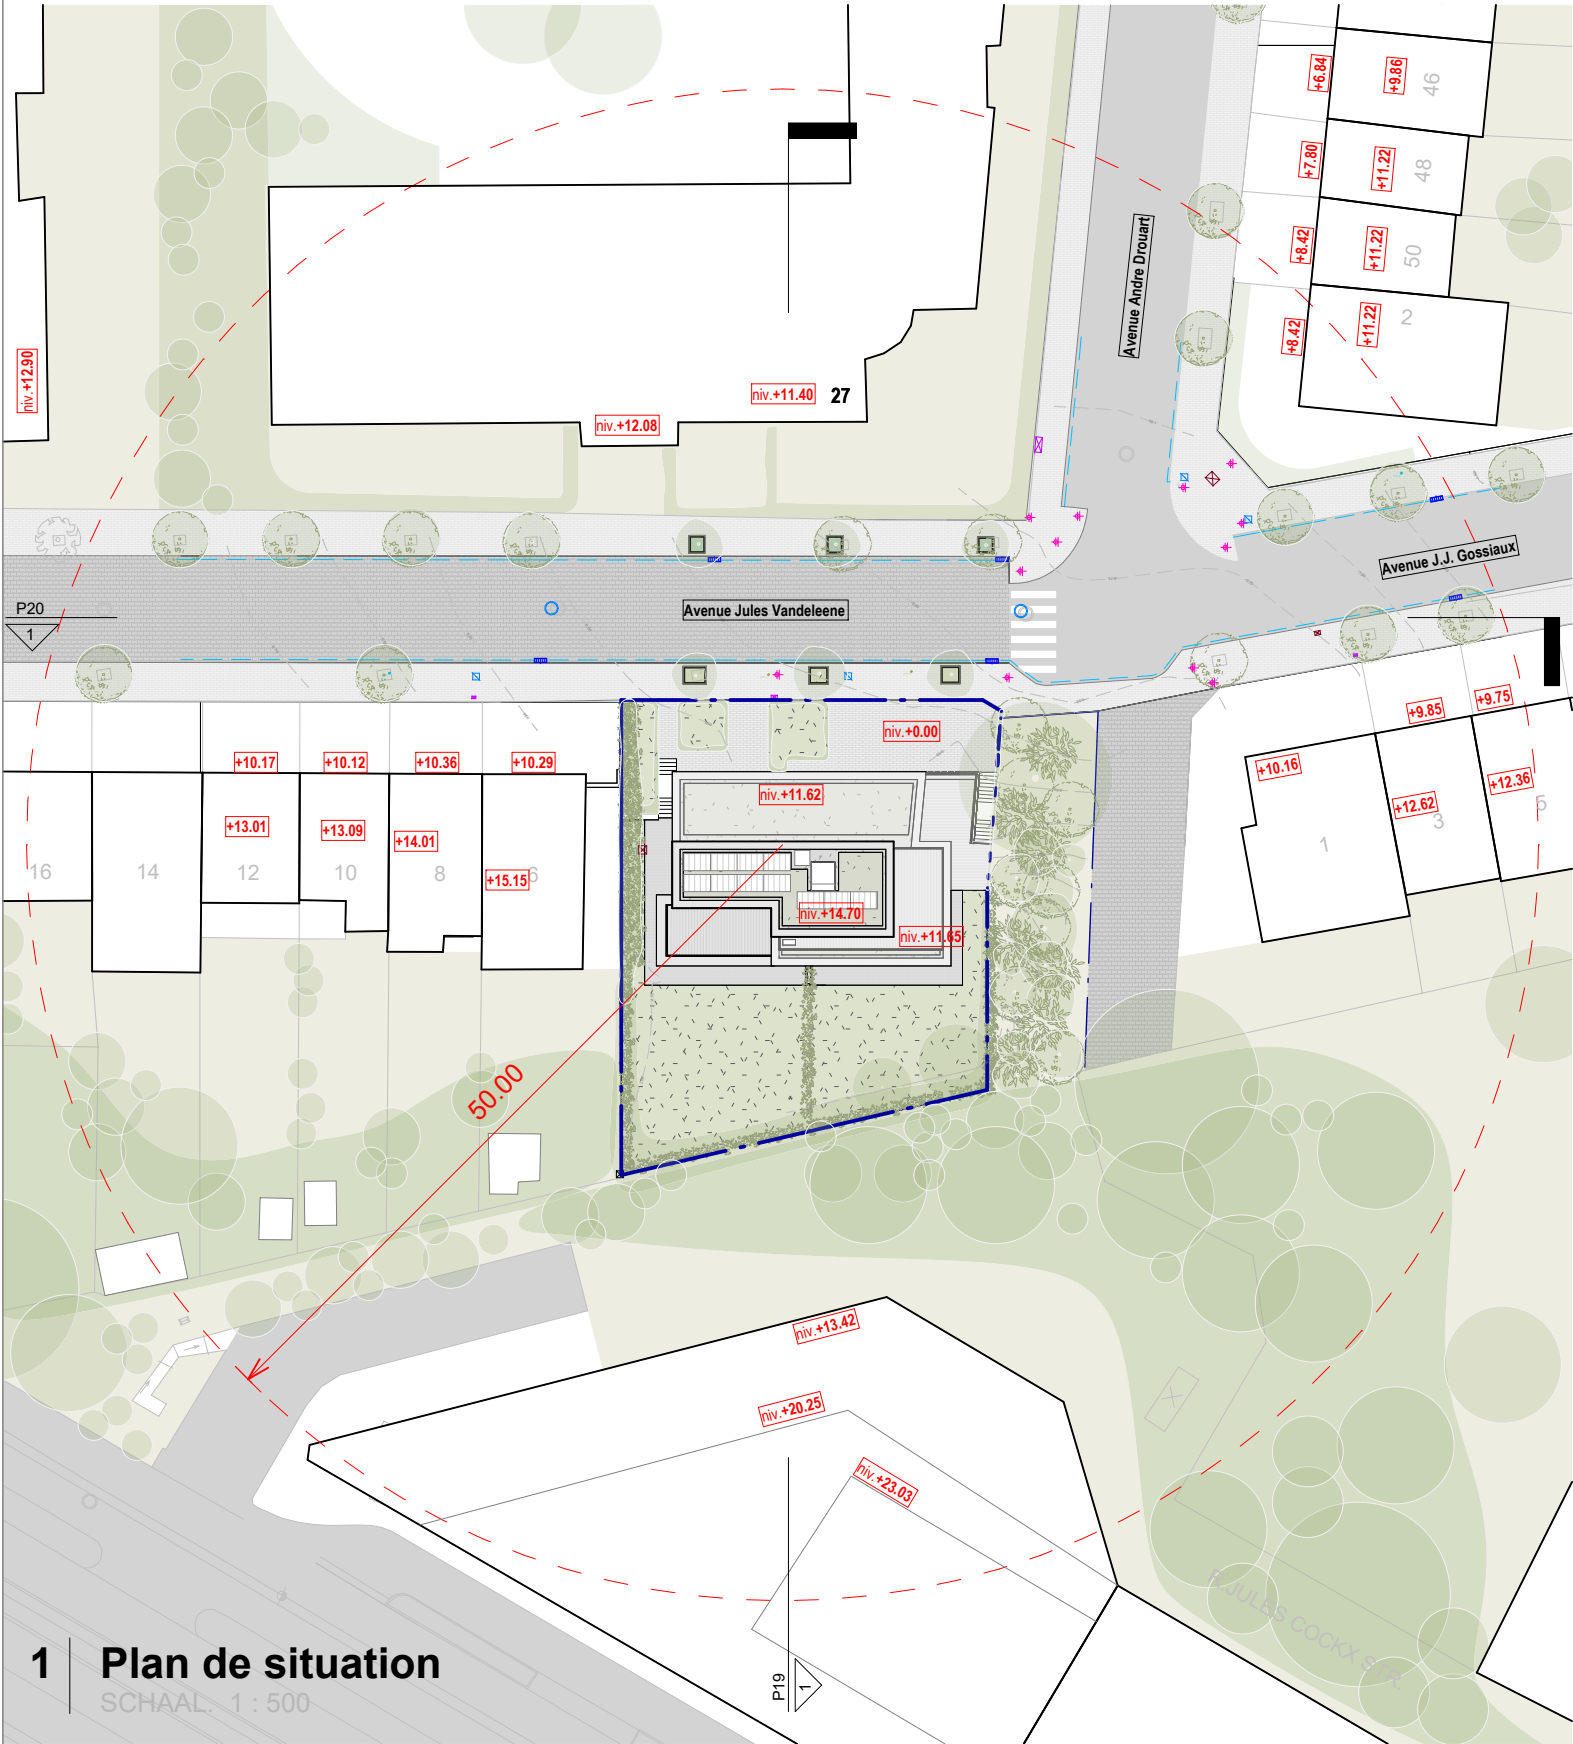 +6.84
+9.86
46
+7.80
+11.22
48
+8.42
+11.22
50
Avenue Andre Drouart
+8.42
+11.22
2
niv.+12.90
niv.+11.40
27
niv.+12.08
Avenue J.J. Gossiaux
P20
1
Avenue Jules Vandeleene
niv.+0.00
+9.85
+9.75
+10.17
+10.12
+10.36
+10.29
+10.16
niv.+11.62
+12.62
+12.36
+13.01
+13.09
+14.01
16
14
12
10
8
+15.15
6
1
3
5
niv.+14.70
niv.+11.65
50.00
niv.+13.42
niv.+20.25
niv.+23.03
R.JULES COCKX STR.
P19
1
1
Plan de situation
SCHAAL. 1 : 500